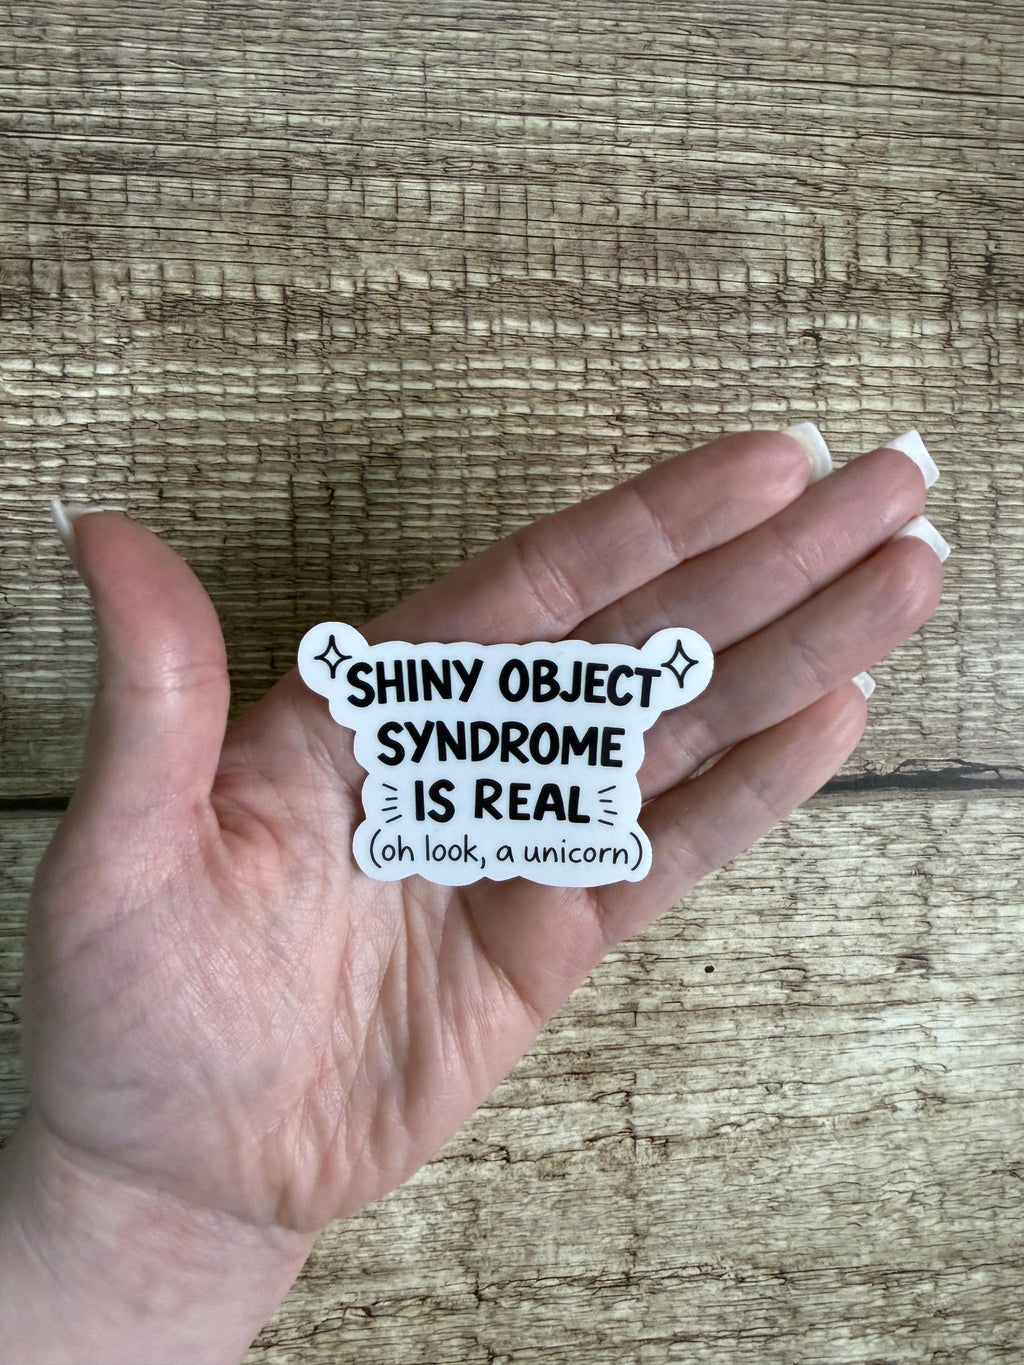 SHINY OBJECT
SYNDROME
IS REAL
(oh look, a unicorn)